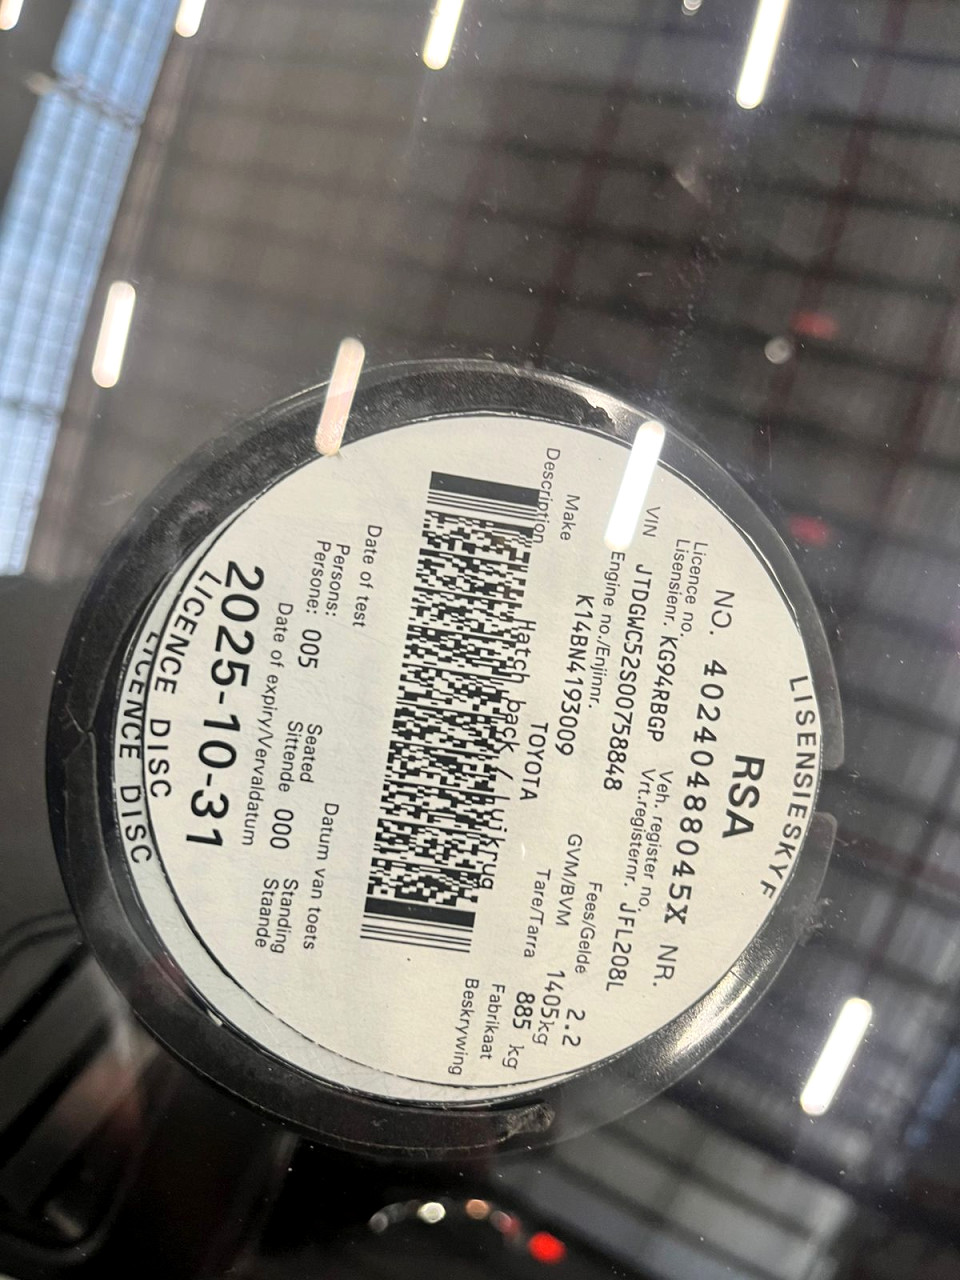 LISENSIESKYF
RSA
NO. 40240488045X NR.
Licence no. Veh. register no.
Lisensienr. KG94RBGP Vrt.registernr. JFL208L
VIN JTDGWC52S00758848
Engine no./Enjinnr. Fees/Gelde 2.2
K14BN4193009 GVM/BVM 1405kg
Make TOYOTA Tare/Tarra 885 kg Fabrikaat
Description Hatch back / Luikrug Beskrywing
Date of test Datum van toets
Persons: Seated Standing
Persone: 005 Sittende 000 Staande
Date of expiry/Vervaldatum
2025-10-31
LICENCE DISC
LICENCE DISC